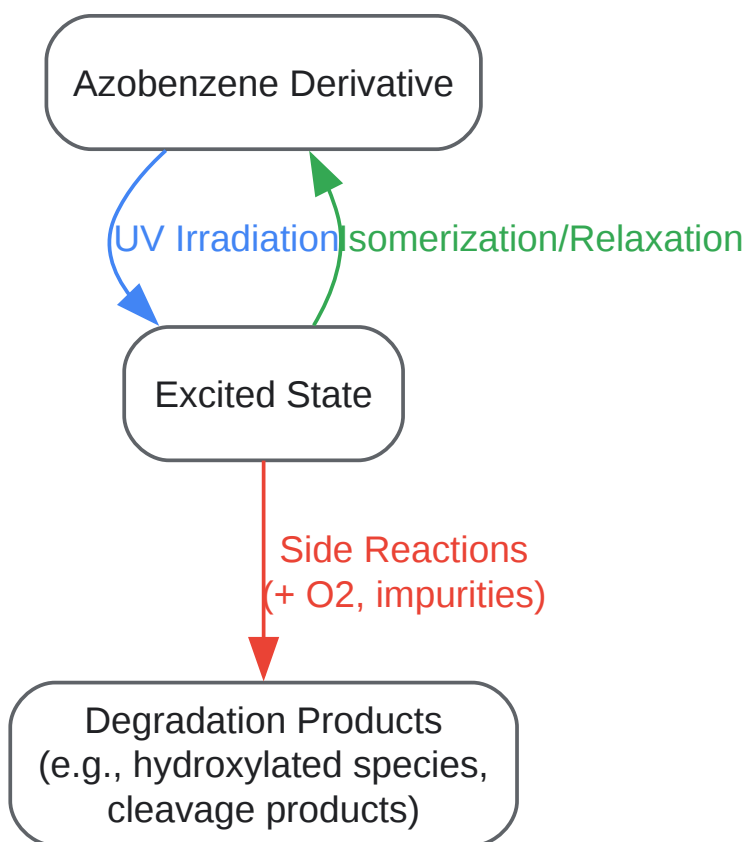 Azobenzene Derivative
UV Irradiation
Isomerization/Relaxation
Excited State
Side Reactions
(+ O2, impurities)
Degradation Products
(e.g., hydroxylated species,
cleavage products)